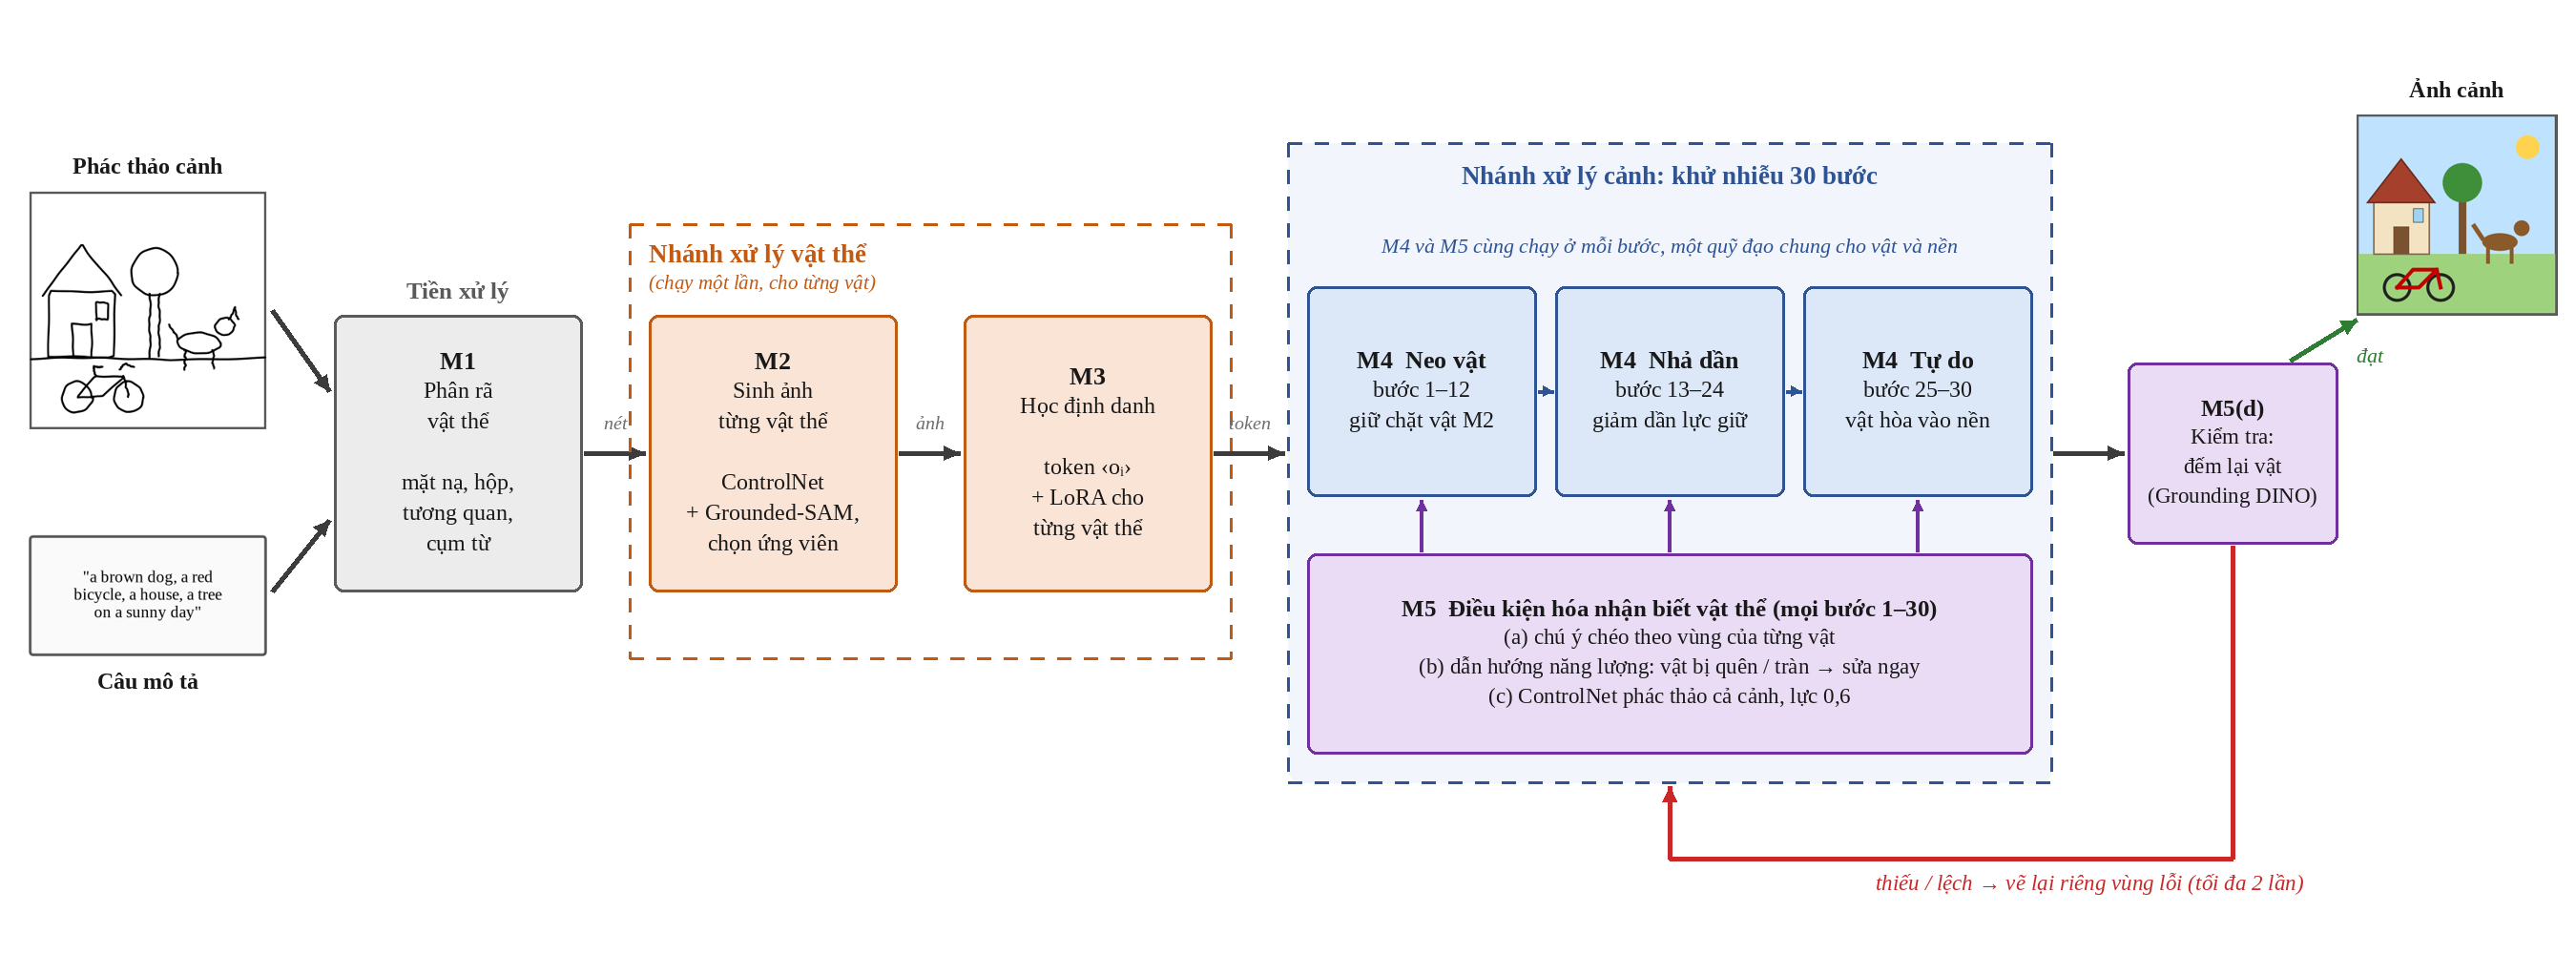 Phác thảo cảnh
"a brown dog, a red
bicycle, a house, a tree
on a sunny day"
Câu mô tả
Tiền xử lý
M1
Phân rã
vật thể
mặt nạ, hộp,
tương quan,
cụm từ
nét
Nhánh xử lý vật thể
(chạy một lần, cho từng vật)
M2
Sinh ảnh
từng vật thể
ControlNet
+ Grounded-SAM,
chọn ứng viên
ảnh
M3
Học định danh
token ‹oᵢ›
+ LoRA cho
từng vật thể
token
Nhánh xử lý cảnh: khử nhiễu 30 bước
M4 và M5 cùng chạy ở mỗi bước, một quỹ đạo chung cho vật và nền
M4 Neo vật
bước 1–12
giữ chặt vật M2
M4 Nhả dần
bước 13–24
giảm dần lực giữ
M4 Tự do
bước 25–30
vật hòa vào nền
M5 Điều kiện hóa nhận biết vật thể (mọi bước 1–30)
(a) chú ý chéo theo vùng của từng vật
(b) dẫn hướng năng lượng: vật bị quên / tràn → sửa ngay
(c) ControlNet phác thảo cả cảnh, lực 0,6
M5(d)
Kiểm tra:
đếm lại vật
(Grounding DINO)
đạt
Ảnh cảnh
thiếu / lệch → vẽ lại riêng vùng lỗi (tối đa 2 lần)